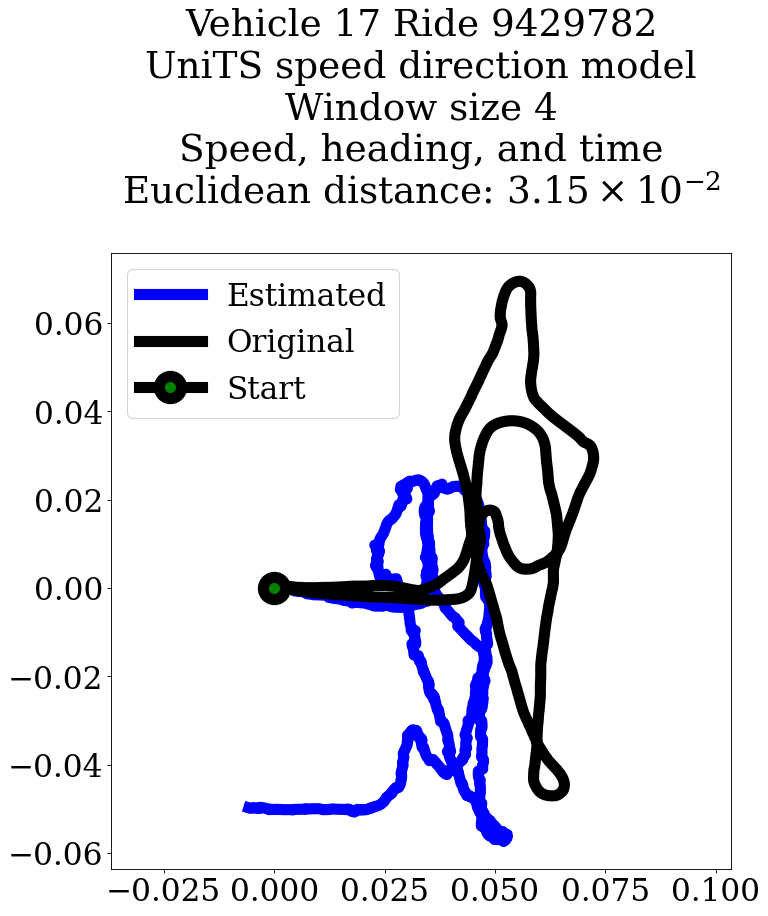 Vehicle 17 Ride 9429782
UniTS speed direction model
Window size 4
Speed, heading, and time
Euclidean distance: 3.15 × 10⁻²
Estimated
Original
Start
0.06
0.04
0.02
0.00
−0.02
−0.04
−0.06
−0.025 0.000 0.025 0.050 0.075 0.100